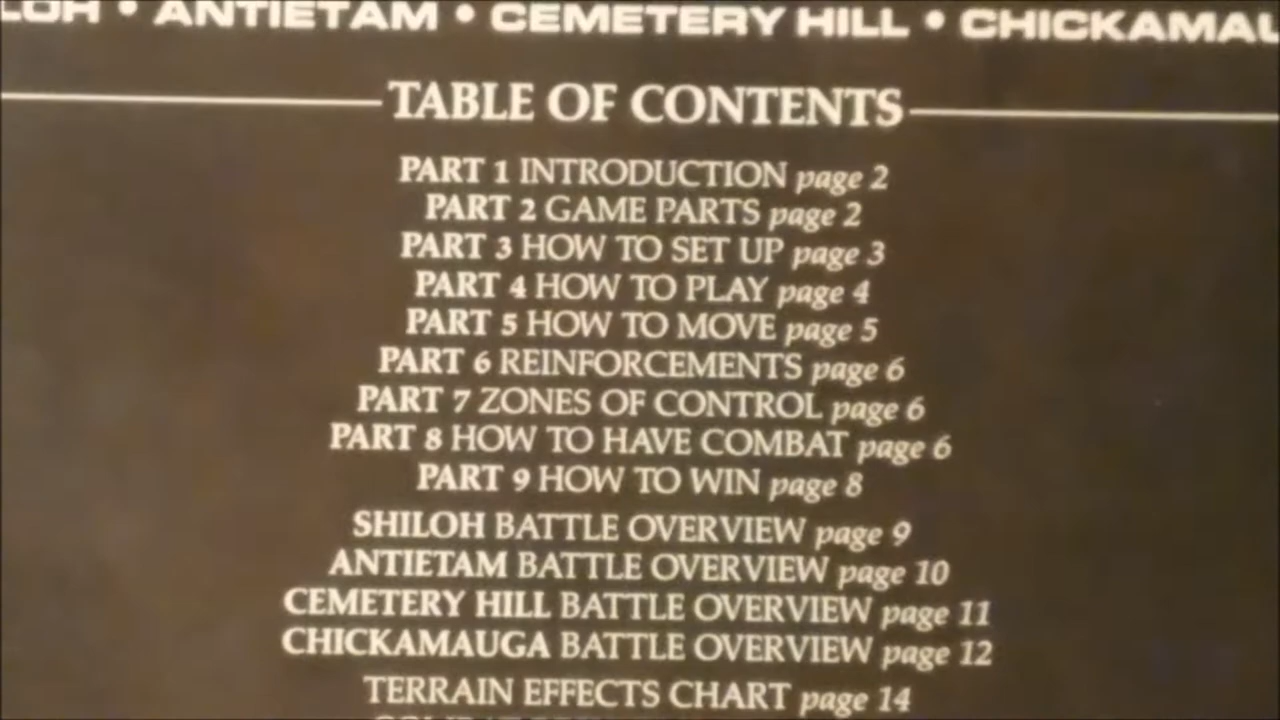 • ANTIETAM • CEMETERY HILL •
TABLE OF CONTENTS
PART 1 INTRODUCTION page 2
PART 2 GAME PARTS page 2
PART 3 HOW TO SET UP page 3
PART 4 HOW TO PLAY page 4
PART 5 HOW TO MOVE page 5
PART 6 REINFORCEMENTS page 6
PART 7 ZONES OF CONTROL page 6
PART 8 HOW TO HAVE COMBAT page 6
PART 9 HOW TO WIN page 8
SHILOH BATTLE OVERVIEW page 9
ANTIETAM BATTLE OVERVIEW page 10
CEMETERY HILL BATTLE OVERVIEW page 11
CHICKAMAUGA BATTLE OVERVIEW page 12
TERRAIN EFFECTS CHART page 14